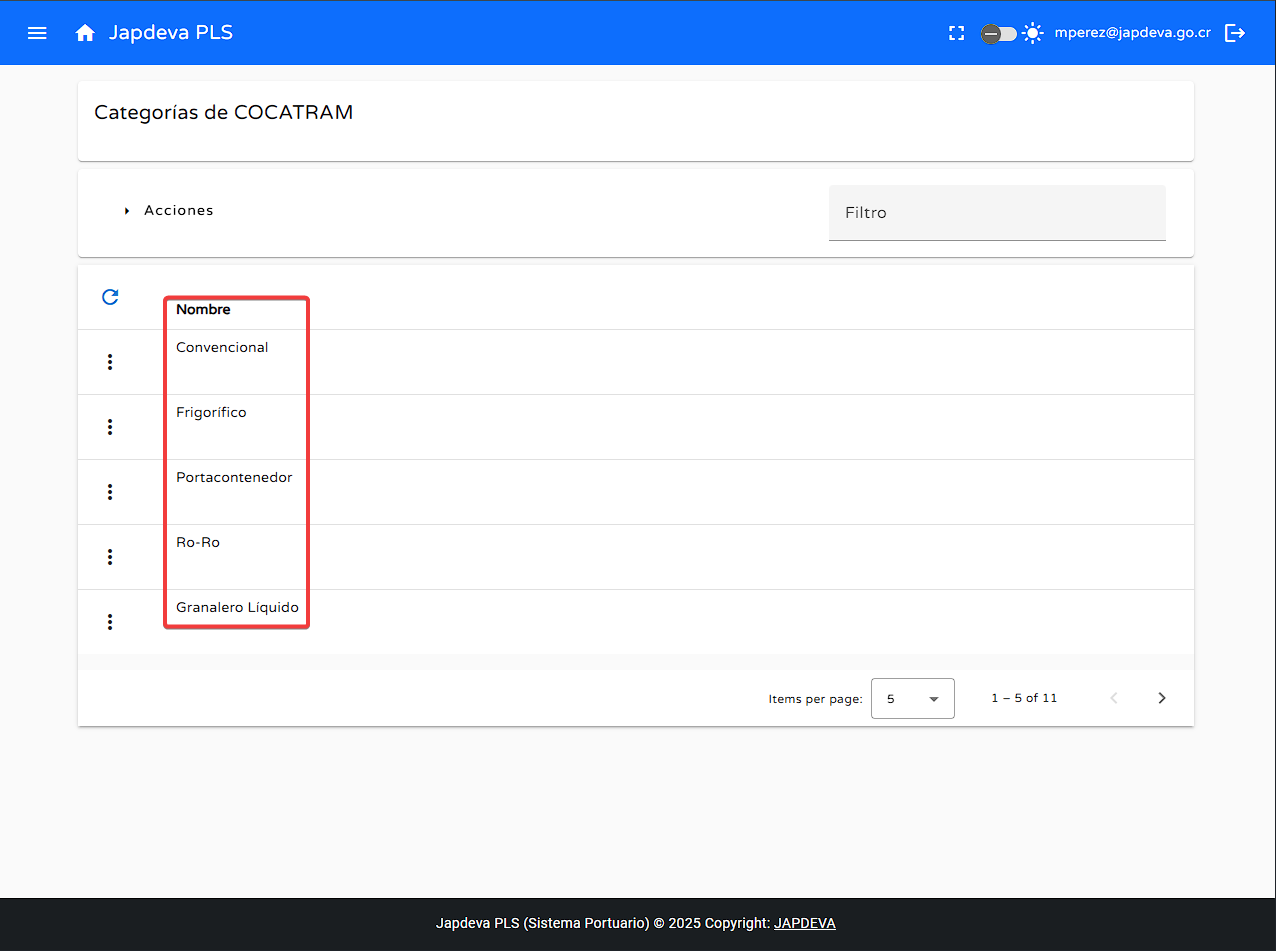 Japdeva PLS
mperez@japdeva.go.cr
Categorías de COCATRAM
Acciones
Filtro
Nombre
Convencional
Frigorífico
Portacontenedor
Ro-Ro
Granalero Líquido
Items per page: 5 1 – 5 of 11
Japdeva PLS (Sistema Portuario) © 2025 Copyright: JAPDEVA